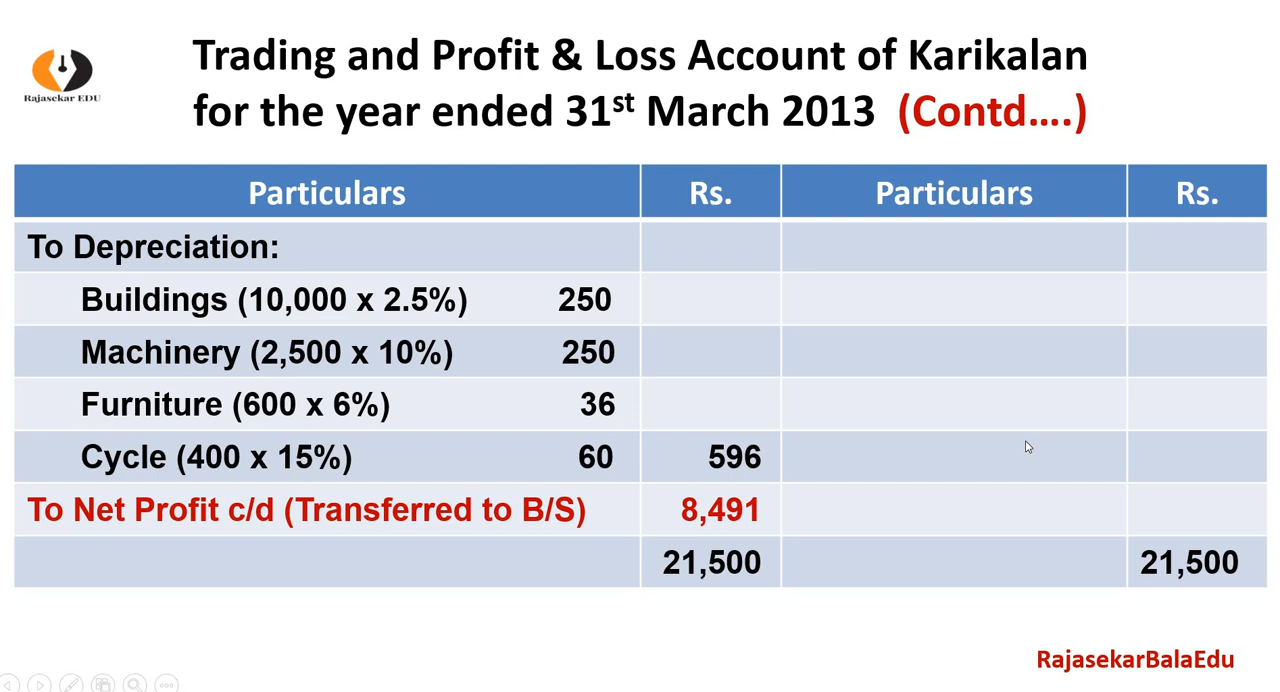 Rajasekar EDU
Trading and Profit & Loss Account of Karikalan
for the year ended 31st March 2013 (Contd....)
Particulars Rs. Particulars Rs.
To Depreciation:
Buildings (10,000 x 2.5%) 250
Machinery (2,500 x 10%) 250
Furniture (600 x 6%) 36
Cycle (400 x 15%) 60 596
To Net Profit c/d (Transferred to B/S) 8,491
21,500 21,500
RajasekarBalaEdu